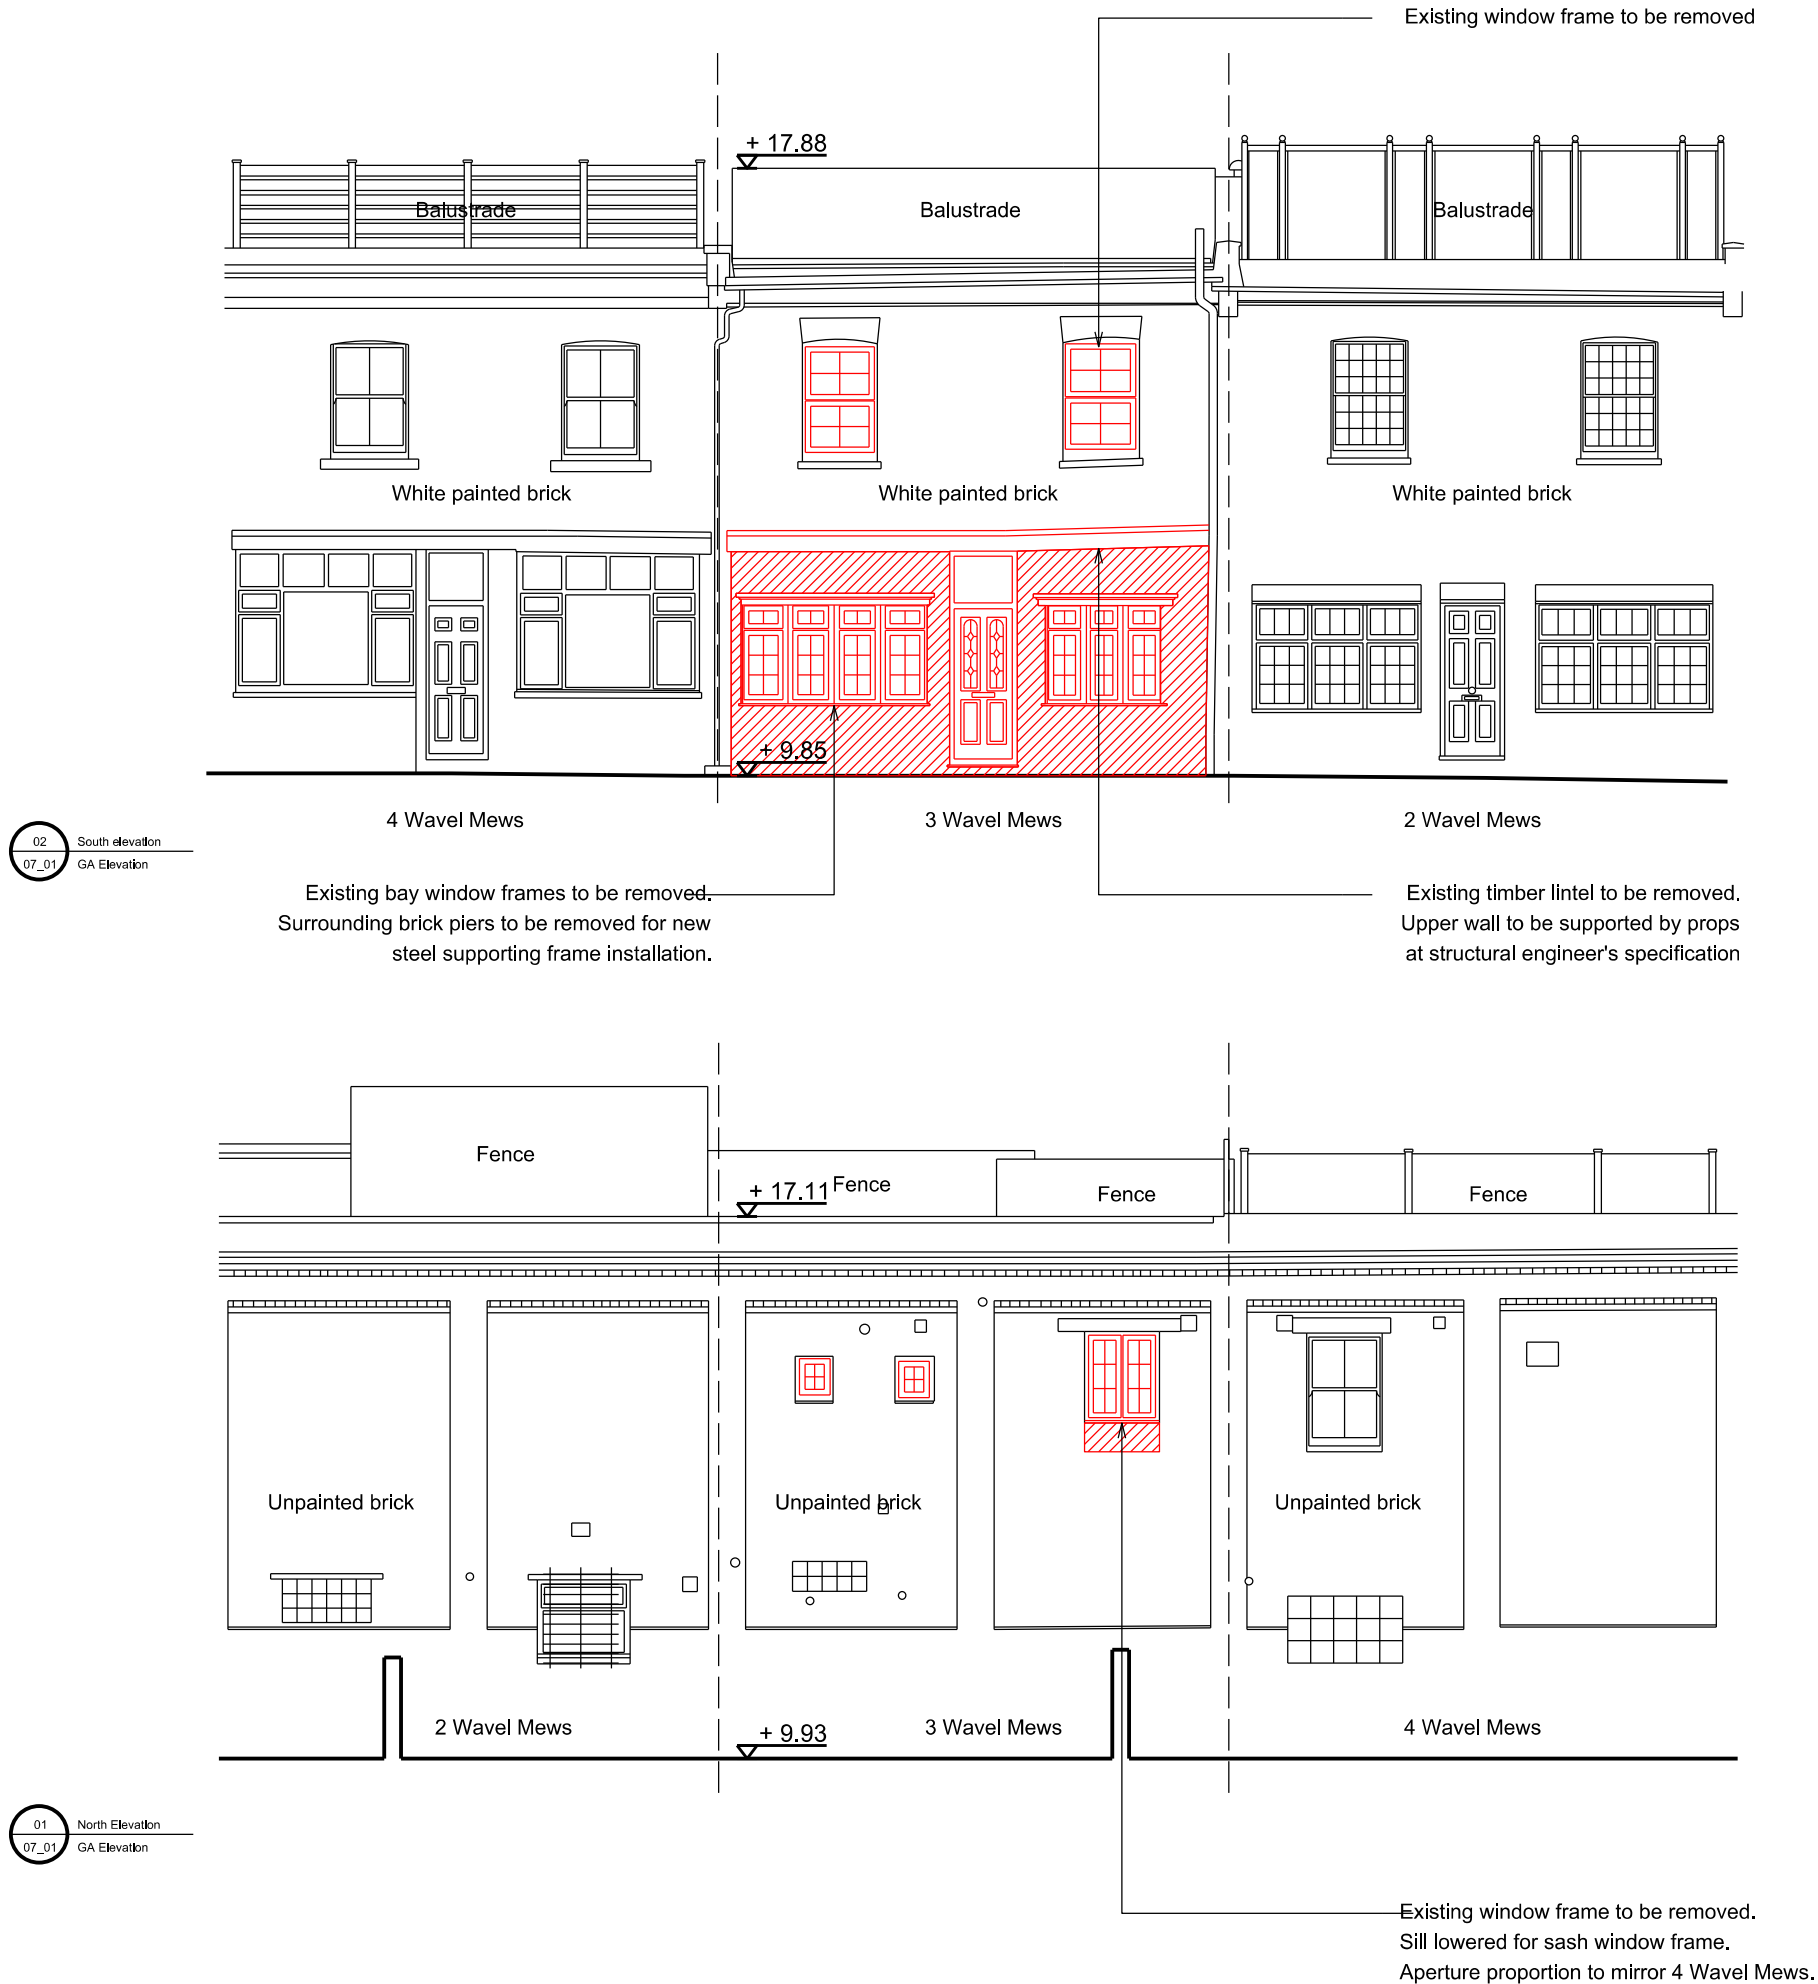 Existing window frame to be removed
+ 17.88
Balustrade
Balustrade
Balustrade
White painted brick
White painted brick
White painted brick
+ 9.85
4 Wavel Mews
3 Wavel Mews
2 Wavel Mews
02
South elevation
07_01
GA Elevation
Existing bay window frames to be removed.
Surrounding brick piers to be removed for new
steel supporting frame installation.
Existing timber lintel to be removed.
Upper wall to be supported by props
at structural engineer's specification
Fence
+ 17.11
Fence
Fence
Fence
Unpainted brick
Unpainted brick
Unpainted brick
2 Wavel Mews
+ 9.93
3 Wavel Mews
4 Wavel Mews
01
North Elevation
07_01
GA Elevation
Existing window frame to be removed.
Sill lowered for sash window frame.
Aperture proportion to mirror 4 Wavel Mews.